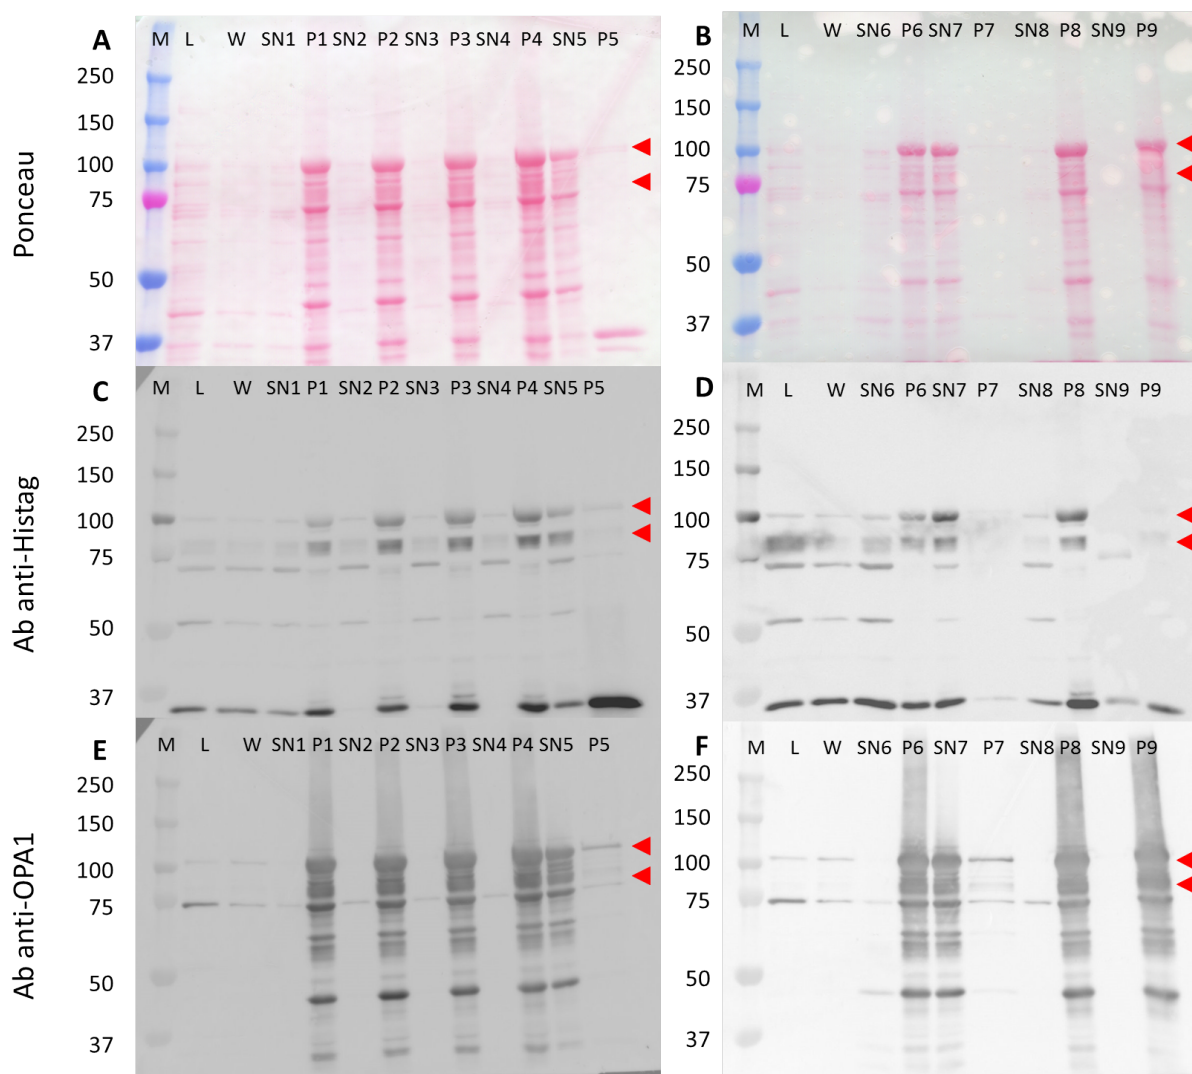 A
M L W SN1 P1 SN2 P2 SN3 P3 SN4 P4 SN5 P5
250
150
100
75
50
37
Ponceau
B
M L W SN6 P6 SN7 P7 SN8 P8 SN9 P9
250
150
100
75
50
37
C
M L W SN1 P1 SN2 P2 SN3 P3 SN4 P4 SN5 P5
250
150
100
75
50
37
Ab anti-Histag
D
M L W SN6 P6 SN7 P7 SN8 P8 SN9 P9
250
150
100
75
50
37
E
M L W SN1 P1 SN2 P2 SN3 P3 SN4 P4 SN5 P5
250
150
100
75
50
37
Ab anti-OPA1
F
M L W SN6 P6 SN7 P7 SN8 P8 SN9 P9
250
150
100
75
50
37